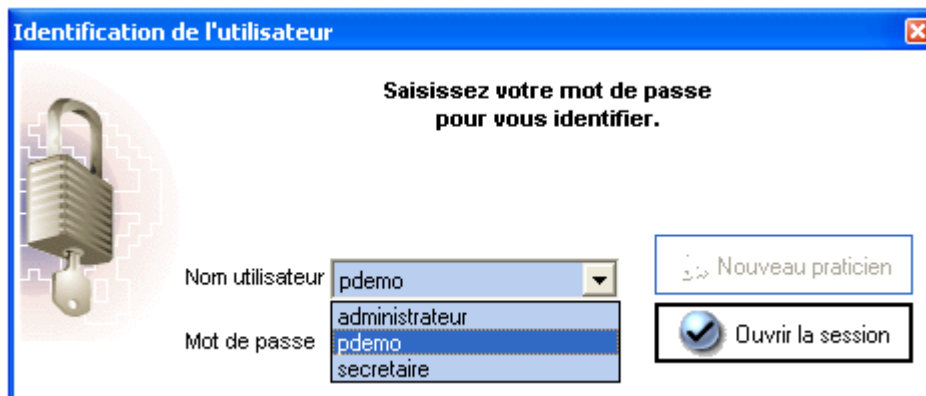 Identification de l'utilisateur
Saisissez votre mot de passe
pour vous identifier.
Nom utilisateur
pdemo
Nouveau praticien
administrateur
Mot de passe
pdemo
Ouvrir la session
secretaire